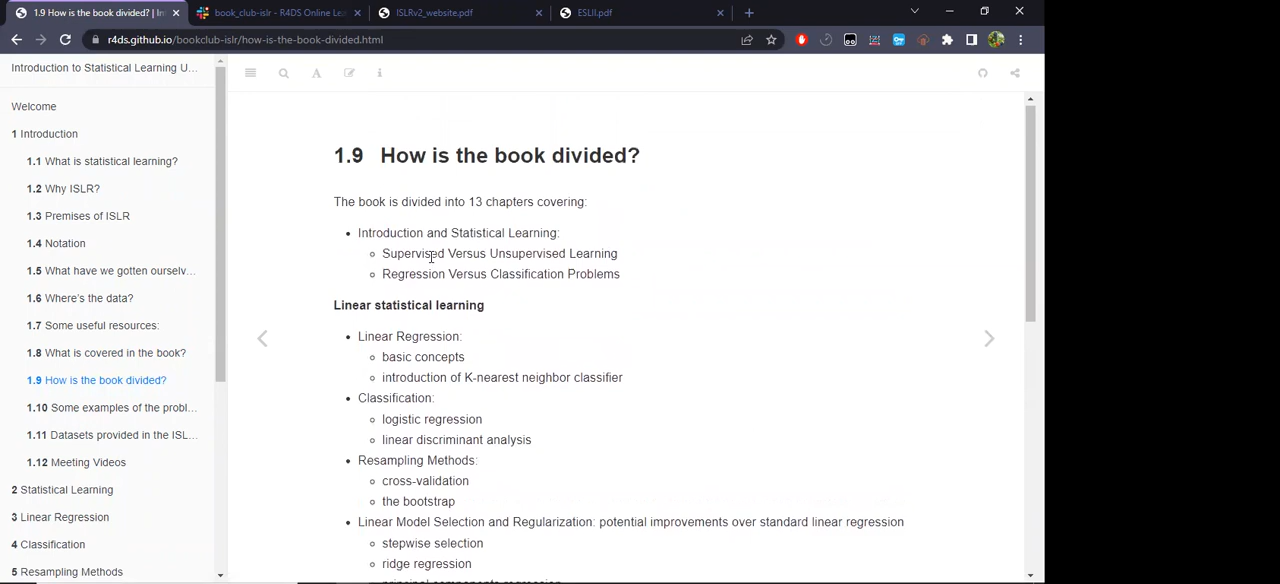 1.9 How is the book divided? | In
book_club-islr - R4DS Online Lea
ISLRv2_website.pdf
ESLII.pdf
r4ds.github.io/bookclub-islr/how-is-the-book-divided.html
Introduction to Statistical Learning U...
Welcome
1 Introduction
1.1 What is statistical learning?
1.2 Why ISLR?
1.3 Premises of ISLR
1.4 Notation
1.5 What have we gotten ourselv...
1.6 Where's the data?
1.7 Some useful resources:
1.8 What is covered in the book?
1.9 How is the book divided?
1.10 Some examples of the probl...
1.11 Datasets provided in the ISL...
1.12 Meeting Videos
2 Statistical Learning
3 Linear Regression
4 Classification
5 Resampling Methods
1.9 How is the book divided?
The book is divided into 13 chapters covering:
• Introduction and Statistical Learning:
Supervised Versus Unsupervised Learning
Regression Versus Classification Problems
Linear statistical learning
• Linear Regression:
basic concepts
introduction of K-nearest neighbor classifier
• Classification:
logistic regression
linear discriminant analysis
• Resampling Methods:
cross-validation
the bootstrap
• Linear Model Selection and Regularization: potential improvements over standard linear regression
stepwise selection
ridge regression
principal components regression